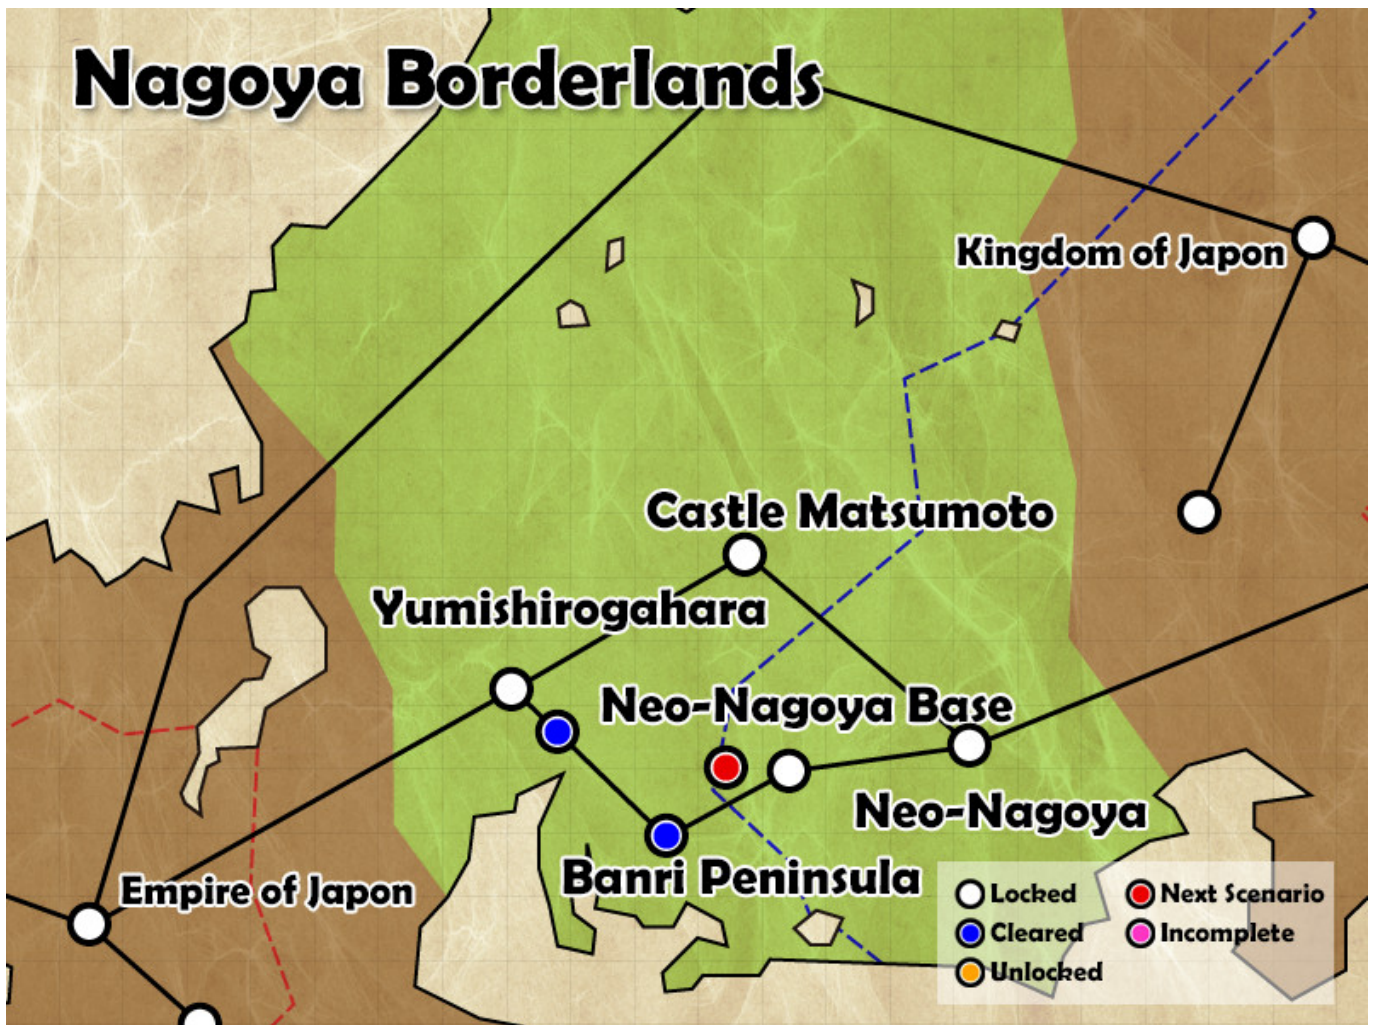 Nagoya Borderlands
Kingdom of Japon
Castle Matsumoto
Yumishirogahara
Neo-Nagoya Base
Neo-Nagoya
Banri Peninsula
Empire of Japon
Locked
Next Scenario
Cleared
Incomplete
Unlocked